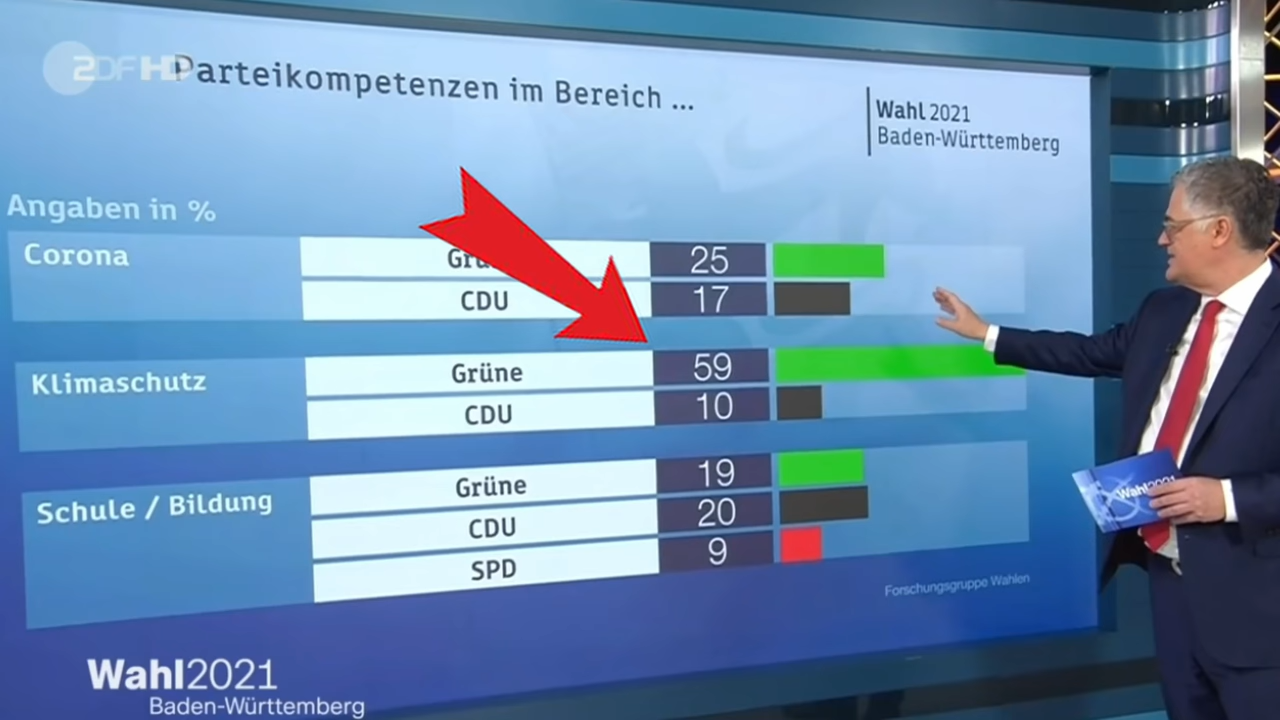 ZDF HD
Parteikompetenzen im Bereich ...
Wahl 2021
Baden-Württemberg
Angaben in %
Corona
Grüne 25
CDU 17
Klimaschutz
Grüne 59
CDU 10
Schule / Bildung
Grüne 19
CDU 20
SPD 9
Forschungsgruppe Wahlen
Wahl2021
Wahl2021
Baden-Württemberg